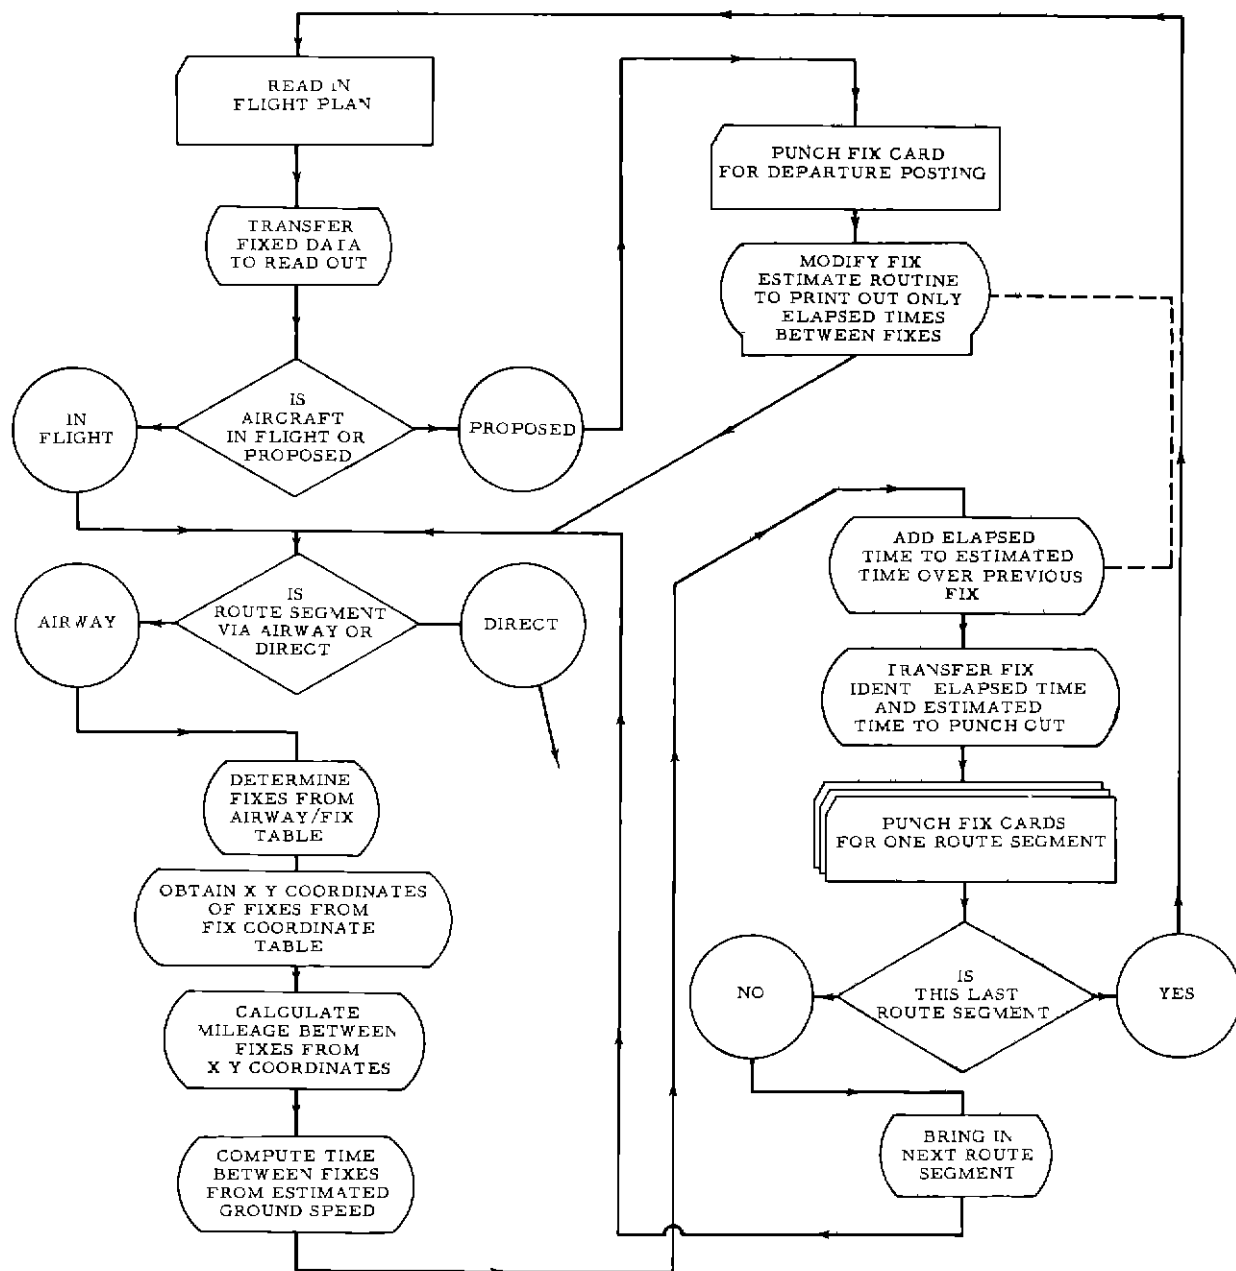 READ IN
FLIGHT PLAN
TRANSFER
FIXED DATA
TO READ OUT
IS
AIRCRAFT
IN FLIGHT OR
PROPOSED
IN
FLIGHT
PROPOSED
PUNCH FIX CARD
FOR DEPARTURE POSTING
MODIFY FIX
ESTIMATE ROUTINE
TO PRINT OUT ONLY
ELAPSED TIMES
BETWEEN FIXES
IS
ROUTE SEGMENT
VIA AIRWAY OR
DIRECT
AIRWAY
DIRECT
DETERMINE
FIXES FROM
AIRWAY/FIX
TABLE
OBTAIN X Y COORDINATES
OF FIXES FROM
FIX COORDINATE
TABLE
CALCULATE
MILEAGE BETWEEN
FIXES FROM
X Y COORDINATES
COMPUTE TIME
BETWEEN FIXES
FROM ESTIMATED
GROUND SPEED
ADD ELAPSED
TIME TO ESTIMATED
TIME OVER PREVIOUS
FIX
TRANSFER FIX
IDENT ELAPSED TIME
AND ESTIMATED
TIME TO PUNCH OUT
PUNCH FIX CARDS
FOR ONE ROUTE SEGMENT
IS
THIS LAST
ROUTE SEGMENT
NO
YES
BRING IN
NEXT ROUTE
SEGMENT